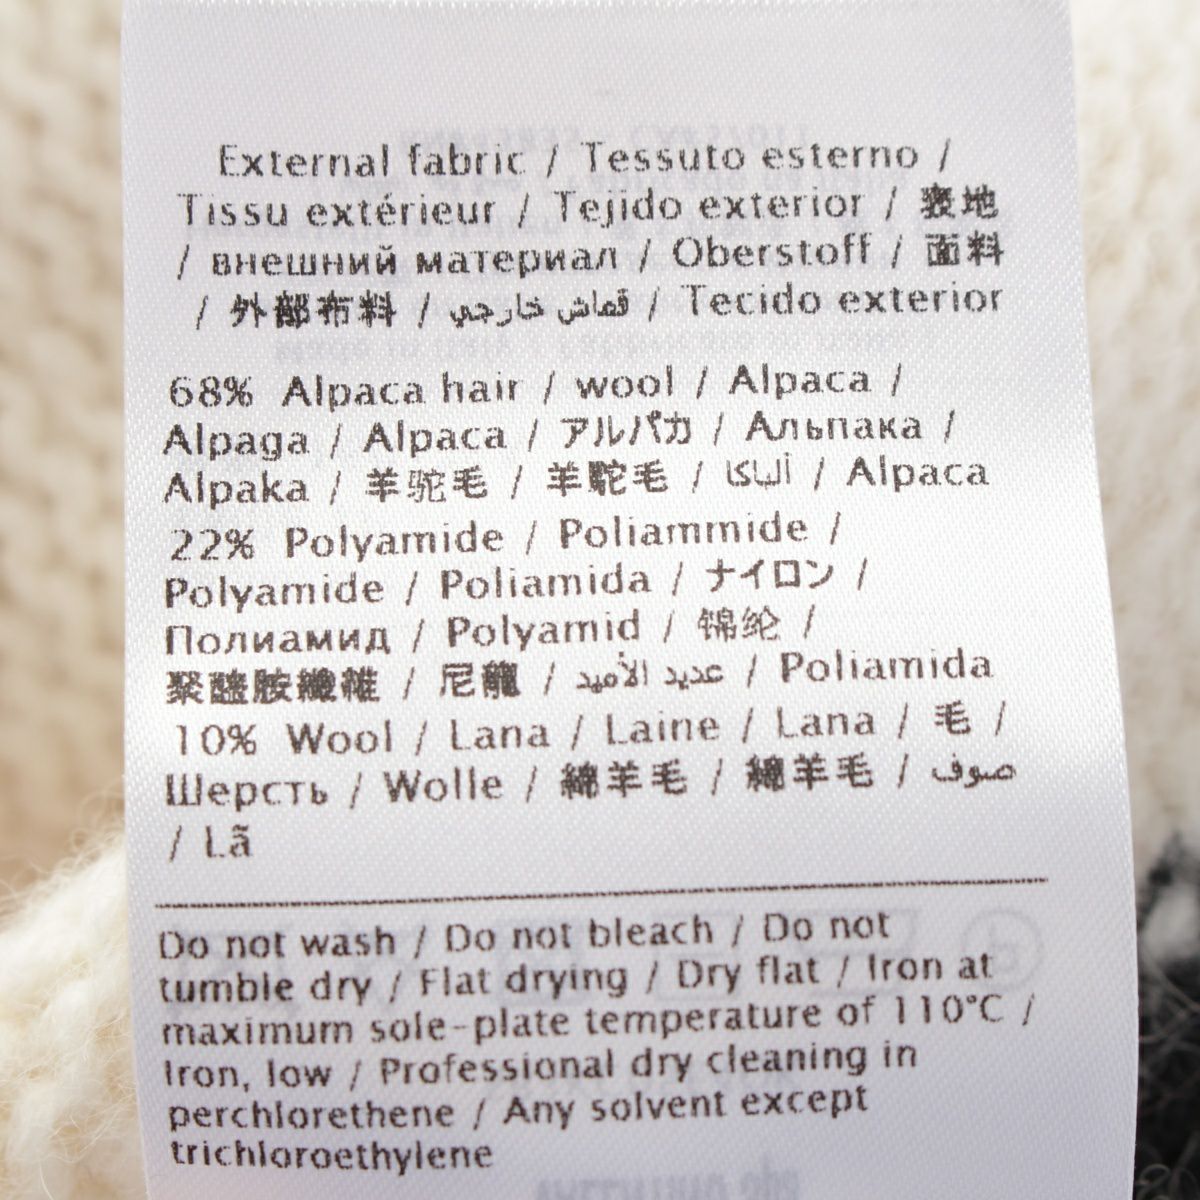 External fabric / Tessuto esterno /
Tissu extérieur / Tejido exterior / 表地
/ внешний материал / Oberstoff / 面料
/ 外部布料 / قماش خارجي / Tecido exterior
68% Alpaca hair / wool / Alpaca /
Alpaga / Alpaca / アルパカ / Альпака /
Alpaka / 羊驼毛 / 羊駝毛 / ألباكا / Alpaca
22% Polyamide / Poliammide /
Polyamide / Poliamida / ナイロン /
Полиамид / Polyamid / 锦纶 /
聚醯胺纖維 / 尼龍 / عديد الأميد / Poliamida
10% Wool / Lana / Laine / Lana / 毛 /
Шерсть / Wolle / 綿羊毛 / 綿羊毛 / صوف
/ Lã
Do not wash / Do not bleach / Do not
tumble dry / Flat drying / Dry flat / Iron at
maximum sole-plate temperature of 110°C /
Iron, low / Professional dry cleaning in
perchlorethene / Any solvent except
trichloroethylene